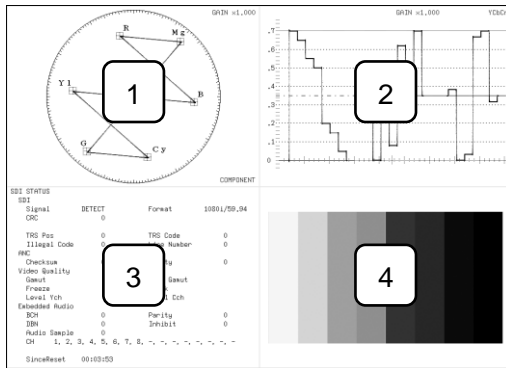 GAIN x1,000
R
Mg
Yl
B
G
Cy
COMPONENT
1
GAIN x1,000 YCbCr
.7
.6
.5
.4
.3
.2
.1
0
2
SDI STATUS
SDI
Signal DETECT Format 1080i/59.94
CRC 0
TRS Pos 0 TRS Code 0
Illegal Code 0 Line Number 0
ANC
Checksum 0 0
Video Quality
Gamut Gamut
Freeze
Level Ych Cch
Embedded Audio
BCH 0 Parity 0
DBN 0 Inhibit 0
Audio Sample 0
CH 1, 2, 3, 4, 5, 6, 7, 8, -, -, -, -, -, -, -, -
SinceReset 00:03:53
3
4